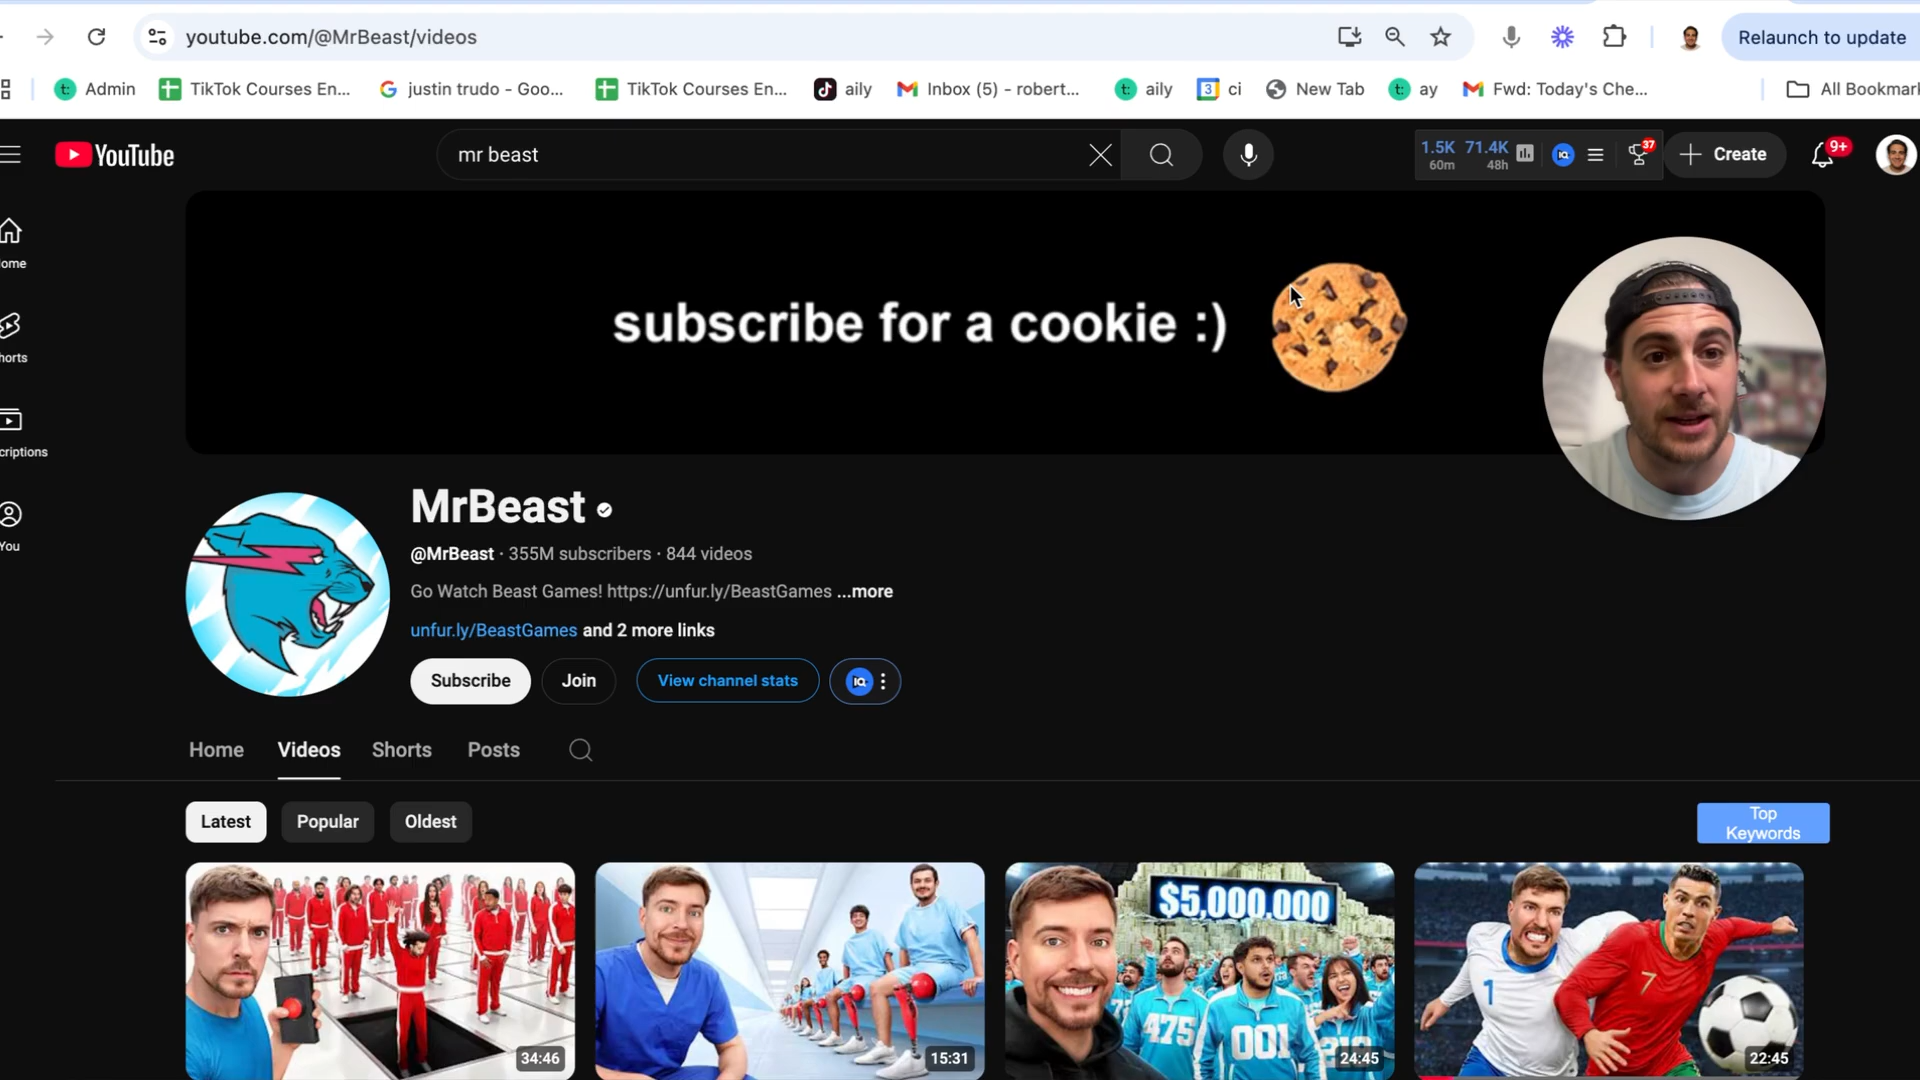 youtube.com/@MrBeast/videos
Relaunch to update
Admin
TikTok Courses En...
justin trudo - Goo...
TikTok Courses En...
aily
Inbox (5) - robert...
aily
3
ci
New Tab
ay
Fwd: Today's Che...
All Bookmark
YouTube
mr beast
1.5K
60m
71.4K
48h
IQ
37
Create
9+
ome
horts
criptions
You
subscribe for a cookie :)
MrBeast
@MrBeast · 355M subscribers · 844 videos
Go Watch Beast Games! https://unfur.ly/BeastGames ...more
unfur.ly/BeastGames and 2 more links
Subscribe
Join
View channel stats
IQ
Home
Videos
Shorts
Posts
Latest
Popular
Oldest
Top
Keywords
34:46
15:31
$5,000,000
475
001
24:45
1
7
22:45